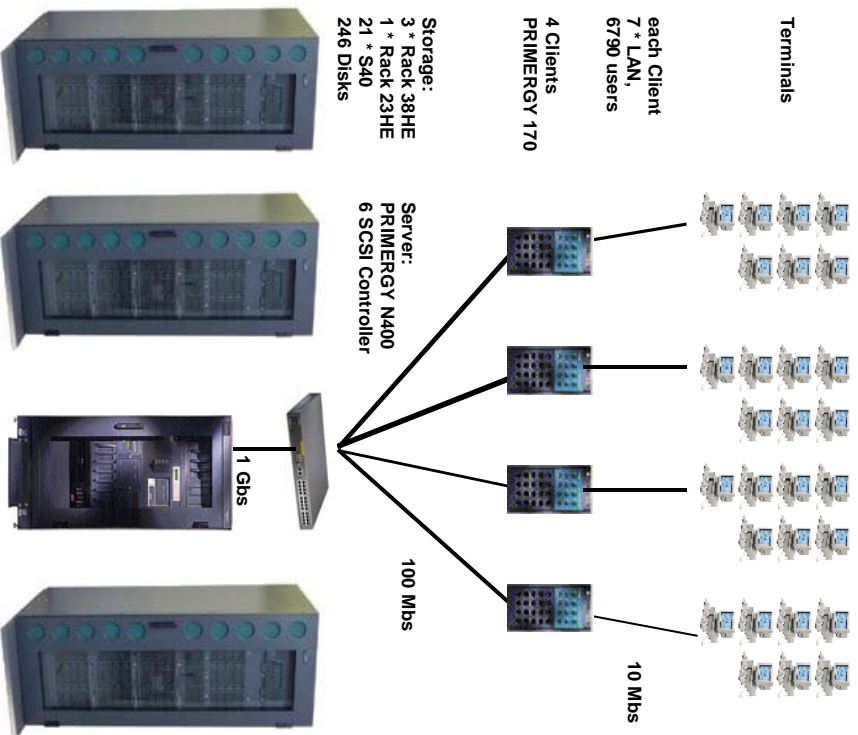 Terminals
each Client
7 * LAN,
6790 users
4 Clients
PRIMERGY 170
Storage:
3 * Rack 38HE
1 * Rack 23HE
21 * S40
246 Disks
Server:
PRIMERGY N400
6 SCSI Controller
1 Gbs
100 Mbs
10 Mbs